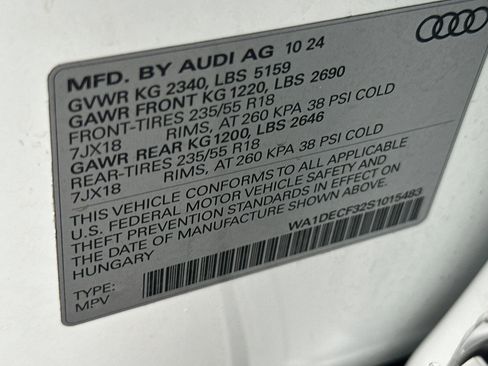 MFD. BY AUDI AG 10 24
GVWR KG 2340, LBS 5159
GAWR FRONT KG 1220, LBS 2690
FRONT-TIRES 235/55 R18
7JX18 RIMS, AT 260 KPA 38 PSI COLD
GAWR REAR KG 1200, LBS 2646
REAR-TIRES 235/55 R18
7JX18 RIMS, AT 260 KPA 38 PSI COLD
THIS VEHICLE CONFORMS TO ALL APPLICABLE
U.S. FEDERAL MOTOR VEHICLE SAFETY AND
THEFT PREVENTION STANDARDS IN EFFECT ON
THE DATE OF MANUFACTURE SHOWN ABOVE.
HUNGARY
WA1DECF32S1015483
TYPE:
MPV